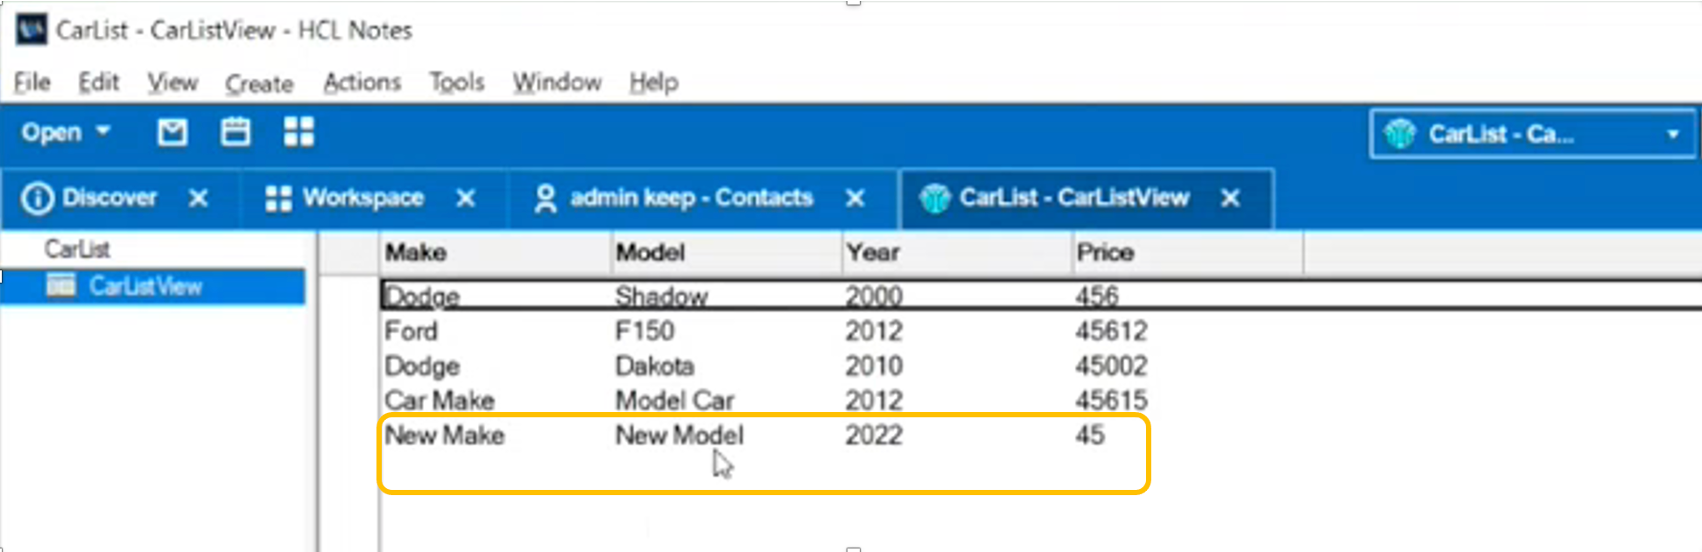 CarList - CarListView - HCL Notes
File Edit View Create Actions Tools Window Help
Open CarList - Ca...
Discover Workspace admin keep - Contacts CarList - CarListView
CarList
CarListView
Make Model Year Price
Dodge Shadow 2000 456
Ford F150 2012 45612
Dodge Dakota 2010 45002
Car Make Model Car 2012 45615
New Make New Model 2022 45